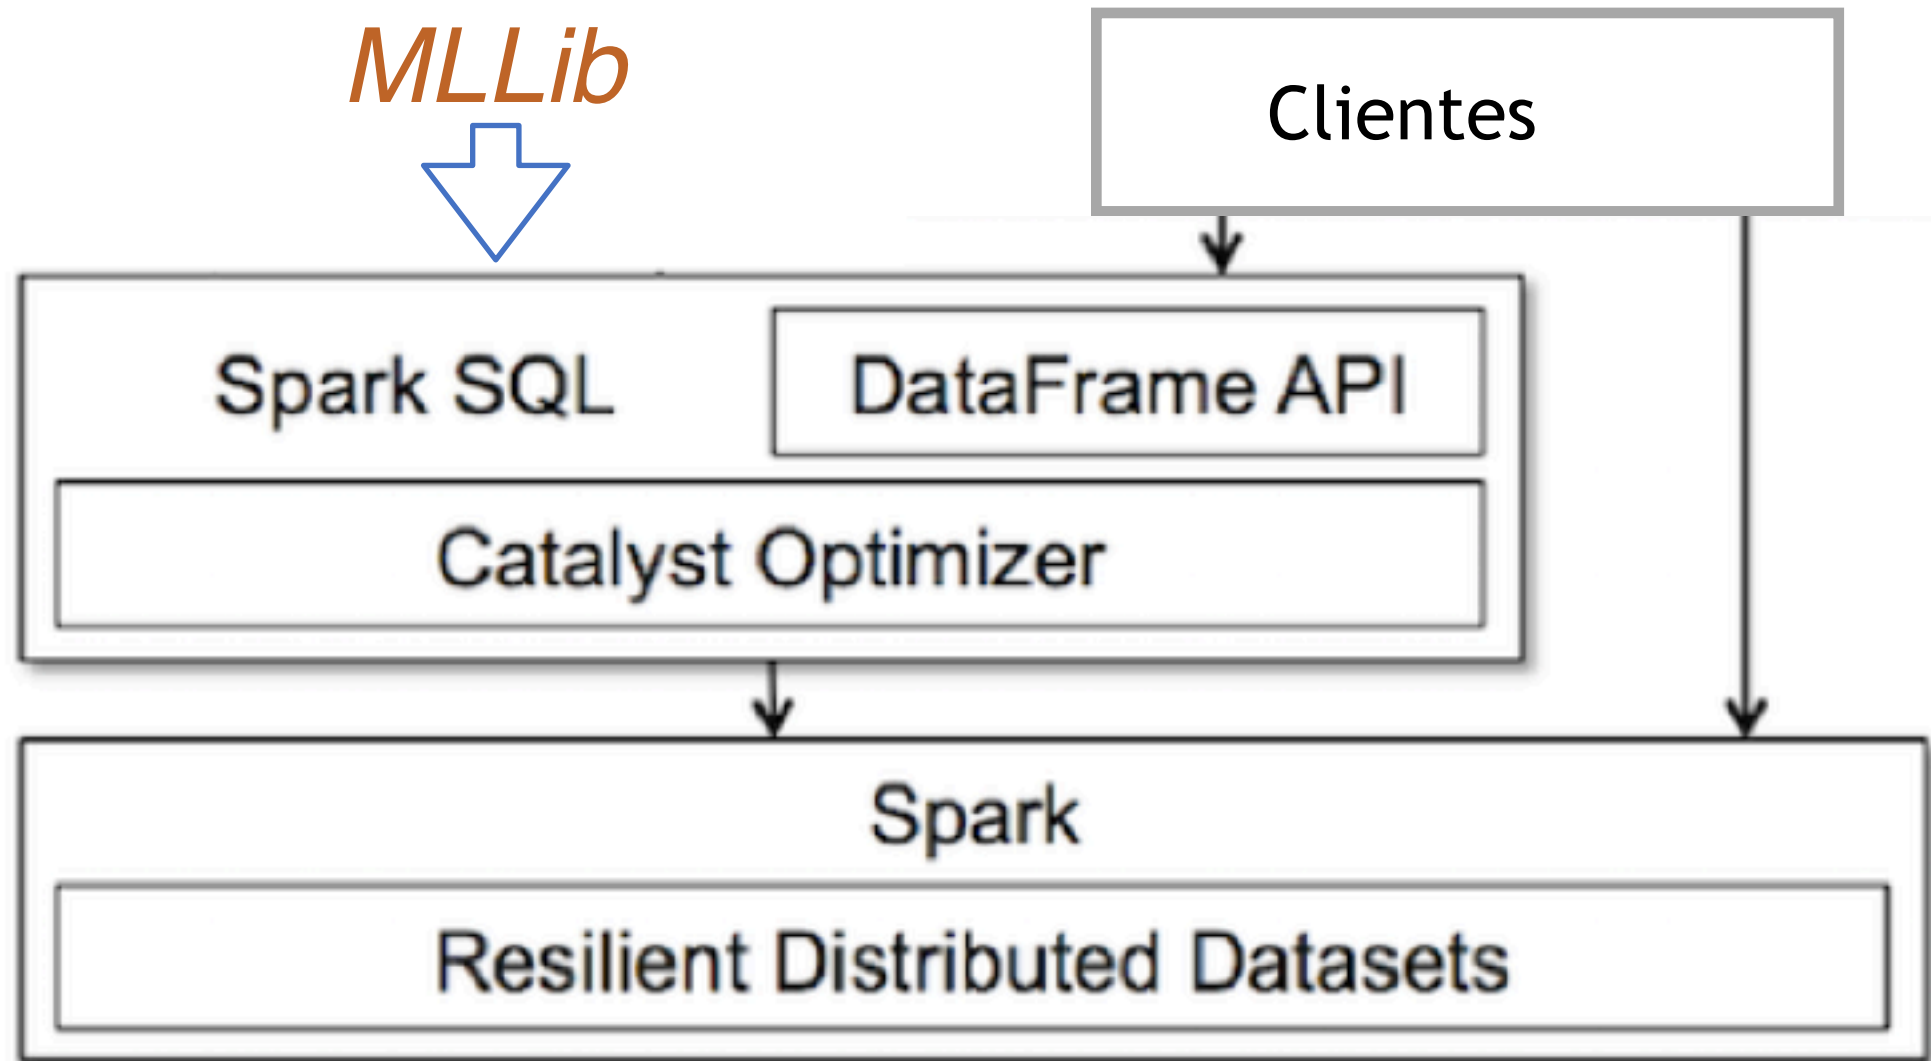 MLLib
Clientes
Spark SQL
DataFrame API
Catalyst Optimizer
Spark
Resilient Distributed Datasets